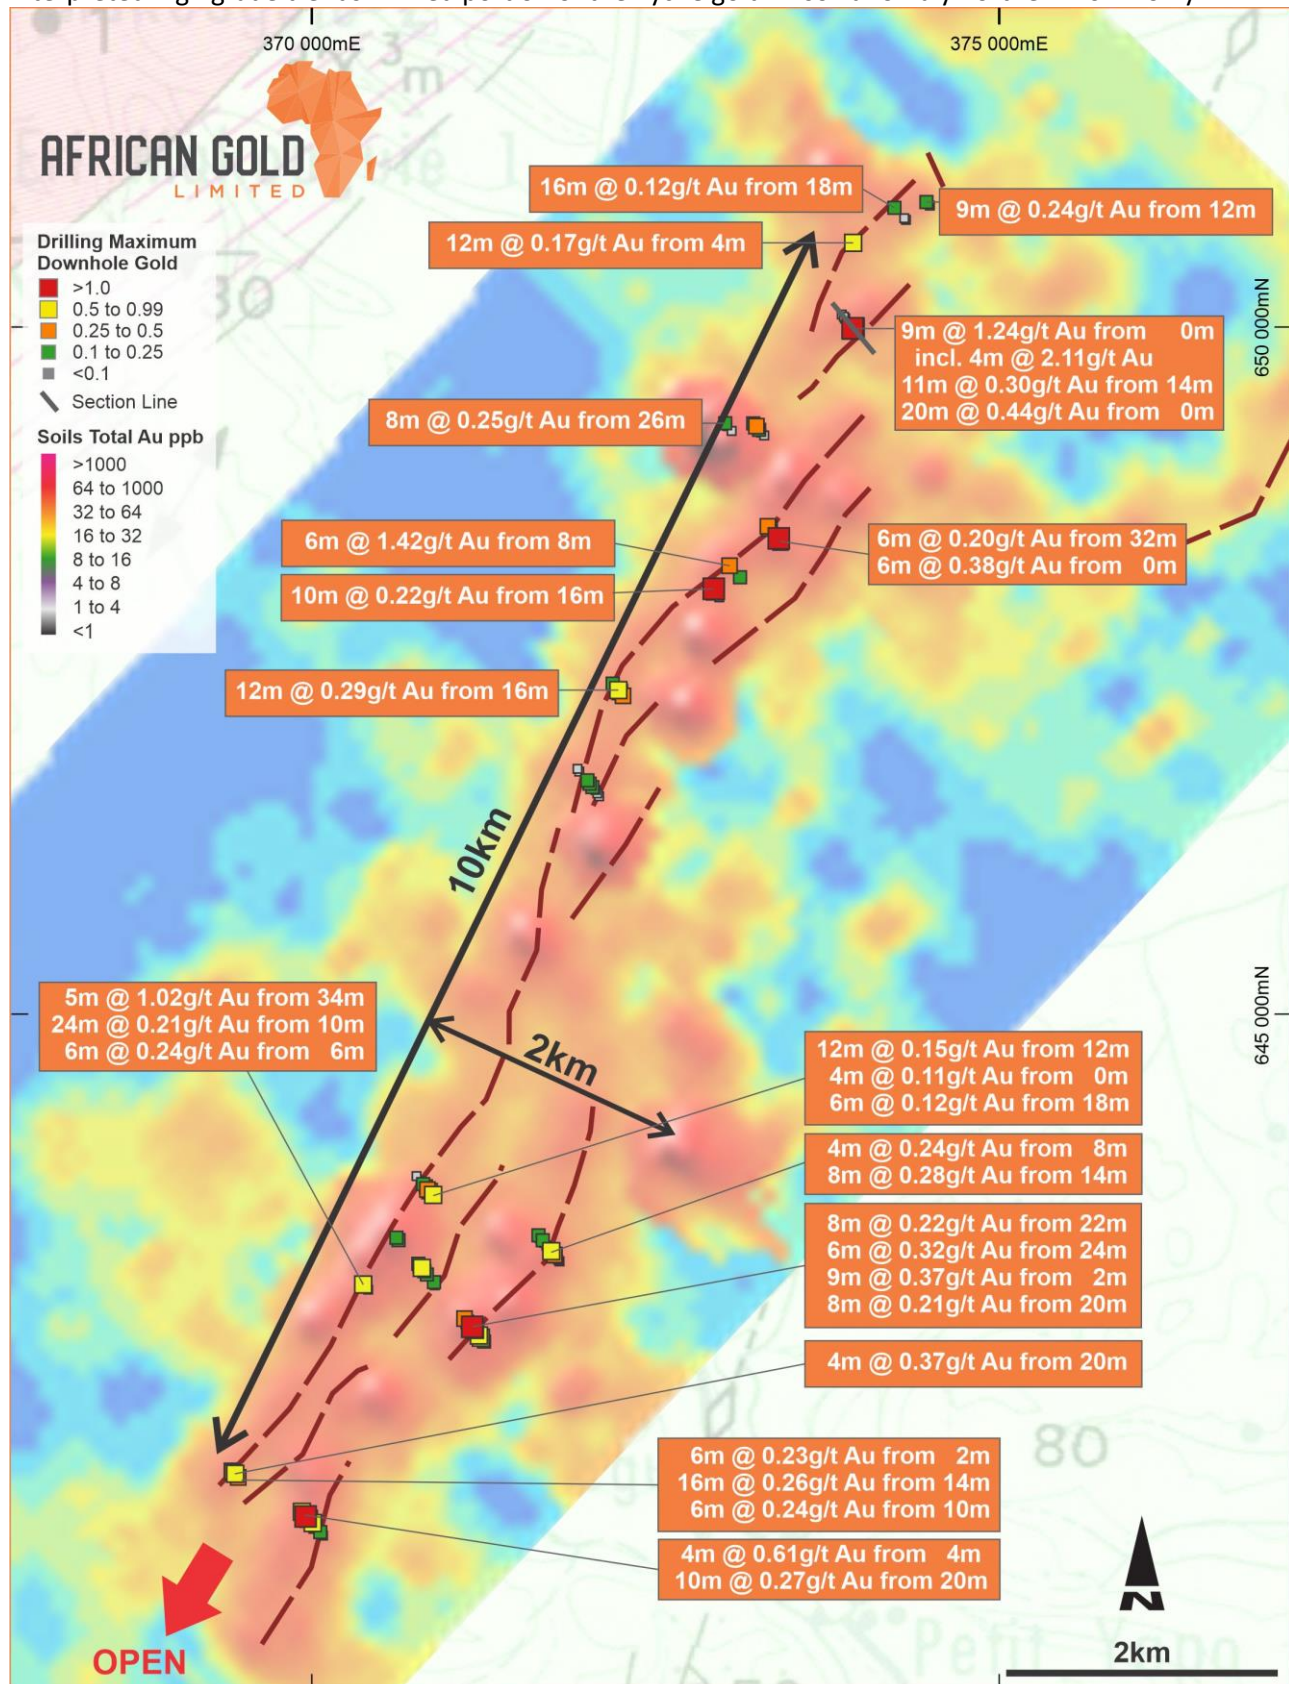 370 000mE
375 000mE
AFRICAN GOLD
LIMITED
Drilling Maximum
Downhole Gold
>1.0
0.5 to 0.99
0.25 to 0.5
0.1 to 0.25
<0.1
Section Line
Soils Total Au ppb
>1000
64 to 1000
32 to 64
16 to 32
8 to 16
4 to 8
1 to 4
<1
16m @ 0.12g/t Au from 18m
9m @ 0.24g/t Au from 12m
12m @ 0.17g/t Au from 4m
650 000mN
9m @ 1.24g/t Au from 0m
incl. 4m @ 2.11g/t Au
11m @ 0.30g/t Au from 14m
20m @ 0.44g/t Au from 0m
8m @ 0.25g/t Au from 26m
6m @ 1.42g/t Au from 8m
6m @ 0.20g/t Au from 32m
6m @ 0.38g/t Au from 0m
10m @ 0.22g/t Au from 16m
12m @ 0.29g/t Au from 16m
10km
5m @ 1.02g/t Au from 34m
24m @ 0.21g/t Au from 10m
6m @ 0.24g/t Au from 6m
2km
645 000mN
12m @ 0.15g/t Au from 12m
4m @ 0.11g/t Au from 0m
6m @ 0.12g/t Au from 18m
4m @ 0.24g/t Au from 8m
8m @ 0.28g/t Au from 14m
8m @ 0.22g/t Au from 22m
6m @ 0.32g/t Au from 24m
9m @ 0.37g/t Au from 2m
8m @ 0.21g/t Au from 20m
4m @ 0.37g/t Au from 20m
80
6m @ 0.23g/t Au from 2m
16m @ 0.26g/t Au from 14m
6m @ 0.24g/t Au from 10m
4m @ 0.61g/t Au from 4m
10m @ 0.27g/t Au from 20m
OPEN
N
Petit
2km